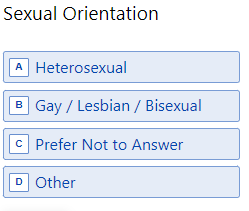 Sexual Orientation
A Heterosexual
B Gay / Lesbian / Bisexual
C Prefer Not to Answer
D Other